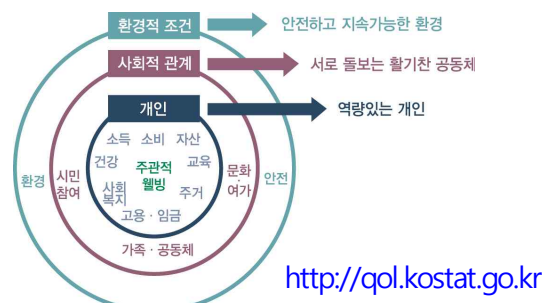 환경적 조건
안전하고 지속가능한 환경
사회적 관계
서로 돌보는 활기찬 공동체
개인
역량있는 개인
소득 소비 자산
건강
주관적
웰빙
교육
환경
시민
참여
사회
복지
주거
문화·
여가
안전
고용·임금
가족·공동체
http://qol.kostat.go.kr